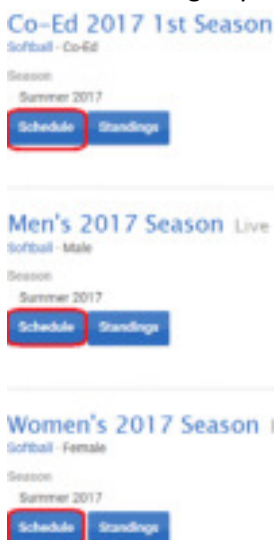 Co-Ed 2017 1st Season
Softball - Co-Ed
Season
Summer 2017
Schedule Standings
Men's 2017 Season Live
Softball - Male
Season
Summer 2017
Schedule Standings
Women's 2017 Season
Softball - Female
Season
Summer 2017
Schedule Standings